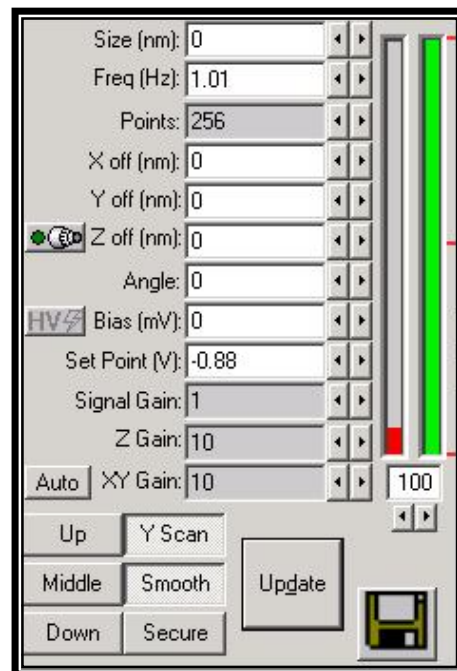 Size (nm): 0
Freq (Hz): 1.01
Points: 256
X off (nm): 0
Y off (nm): 0
Z off (nm): 0
Angle: 0
HV Bias (mV): 0
Set Point (V): -0.88
Signal Gain: 1
Z Gain: 10
Auto XY Gain: 10 100
Up Y Scan
Middle Smooth Update
Down Secure